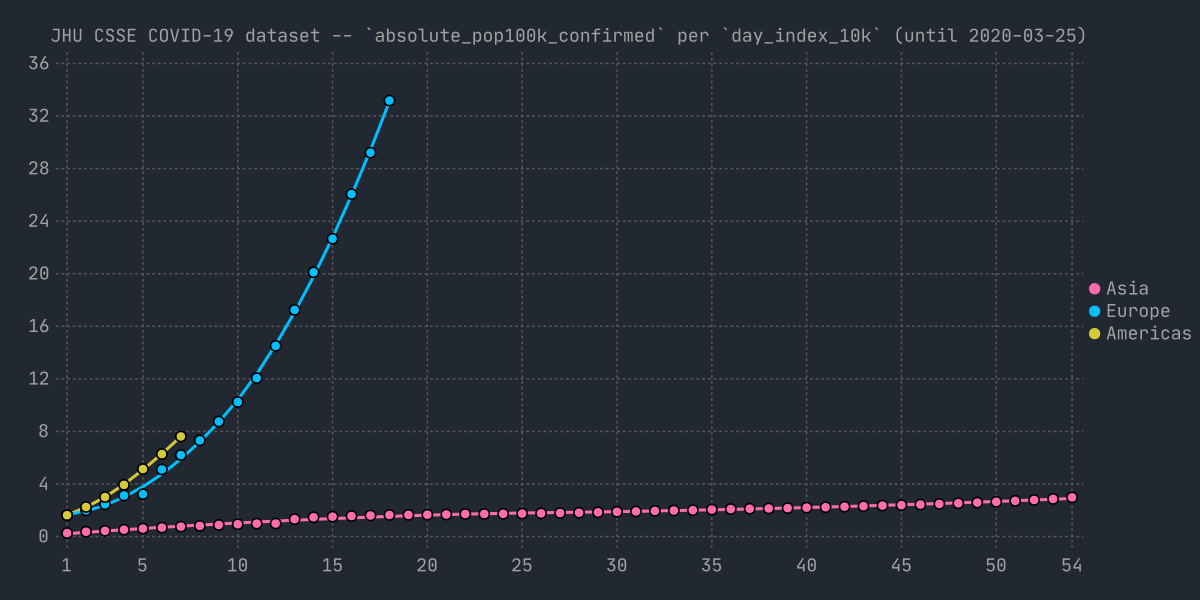 JHU CSSE COVID-19 dataset -- `absolute_pop100k_confirmed` per `day_index_10k` (until 2020-03-25)
36
32
28
24
20
16
12
8
4
0
1 5 10 15 20 25 30 35 40 45 50 54
Asia
Europe
Americas